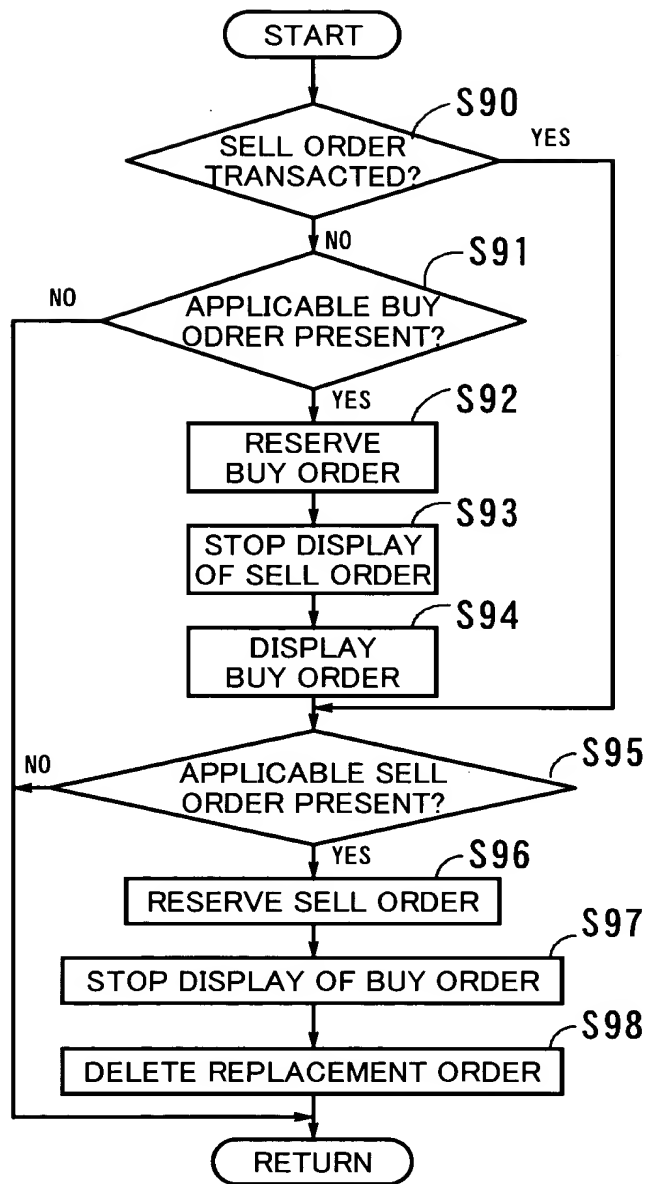 START
S90
SELL ORDER
TRANSACTED?
YES
NO
S91
NO
APPLICABLE BUY
ODRER PRESENT?
YES
S92
RESERVE
BUY ORDER
S93
STOP DISPLAY
OF SELL ORDER
S94
DISPLAY
BUY ORDER
NO
S95
APPLICABLE SELL
ORDER PRESENT?
YES
S96
RESERVE SELL ORDER
S97
STOP DISPLAY OF BUY ORDER
S98
DELETE REPLACEMENT ORDER
RETURN